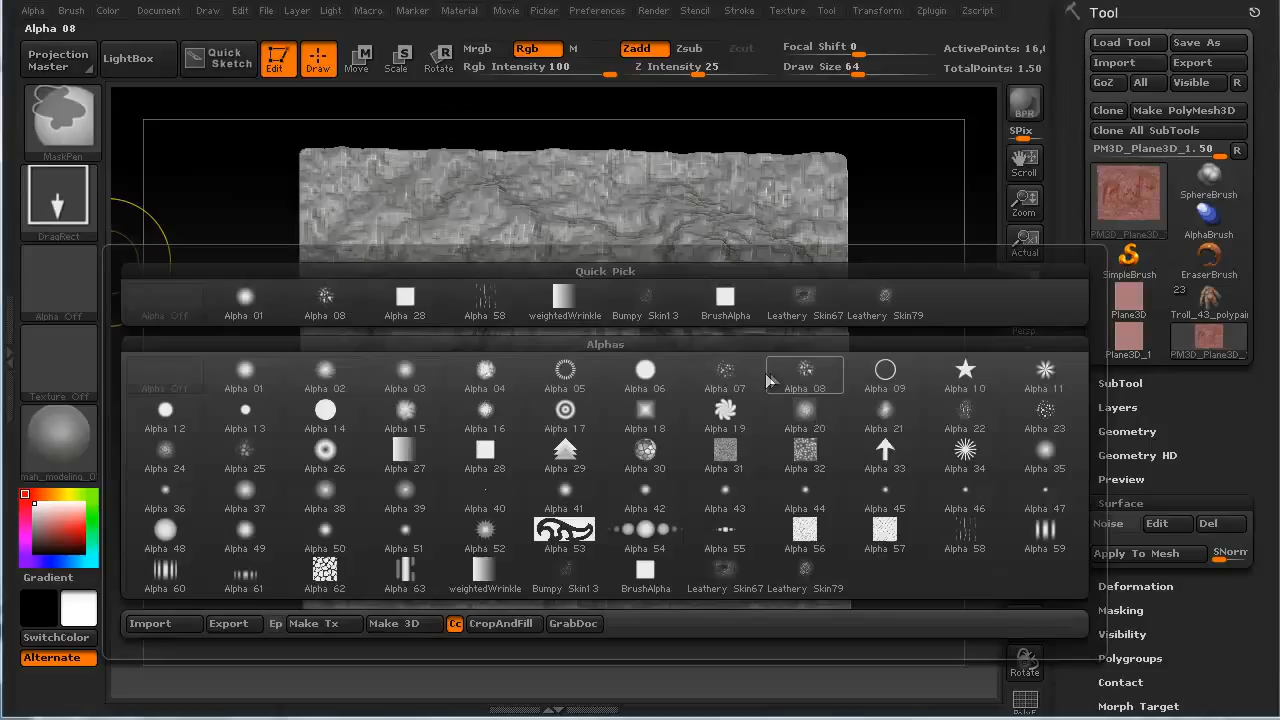 Alpha Brush Color Document Draw Edit File Layer Light Macro Marker Material Movie Picker Preferences Render Stencil Stroke Texture Tool Transform Zplugin Zscript
Alpha 08
Tool
Projection Master
LightBox
Quick Sketch
Edit Draw Move Scale Rotate
Mrgb Rgb M
Rgb Intensity 100
Zadd Zsub Zcut
Z Intensity 25
Focal Shift 0
Draw Size 64
ActivePoints: 16,
TotalPoints: 1.50
Load Tool Save As
Import Export
GoZ All Visible R
Clone Make PolyMesh3D
Clone All SubTools
PM3D_Plane3D_1. 50 R
PM3D_Plane3D_
SphereBrush
AlphaBrush
SimpleBrush
EraserBrush
Plane3D
23
Troll_43_polypai
Plane3D_1
PM3D_Plane3D_
SubTool
Layers
Geometry
Geometry HD
Preview
Surface
Noise Edit Del
Apply To Mesh SNorm
Deformation
Masking
Visibility
Polygroups
Contact
Morph Target
BPR
SPix
Scroll
Zoom
Actual
Persp
Rotate
PolyF
MaskPen
DragRect
Alpha Off
Texture Off
mah_modeling_0
Gradient
SwitchColor
Alternate
Quick Pick
Alpha Off Alpha 01 Alpha 08 Alpha 28 Alpha 58 weightedWrinkle Bumpy Skin13 BrushAlpha Leathery Skin67 Leathery Skin79
Alphas
Alpha Off Alpha 01 Alpha 02 Alpha 03 Alpha 04 Alpha 05 Alpha 06 Alpha 07 Alpha 08 Alpha 09 Alpha 10 Alpha 11
Alpha 12 Alpha 13 Alpha 14 Alpha 15 Alpha 16 Alpha 17 Alpha 18 Alpha 19 Alpha 20 Alpha 21 Alpha 22 Alpha 23
Alpha 24 Alpha 25 Alpha 26 Alpha 27 Alpha 28 Alpha 29 Alpha 30 Alpha 31 Alpha 32 Alpha 33 Alpha 34 Alpha 35
Alpha 36 Alpha 37 Alpha 38 Alpha 39 Alpha 40 Alpha 41 Alpha 42 Alpha 43 Alpha 44 Alpha 45 Alpha 46 Alpha 47
Alpha 48 Alpha 49 Alpha 50 Alpha 51 Alpha 52 Alpha 53 Alpha 54 Alpha 55 Alpha 56 Alpha 57 Alpha 58 Alpha 59
Alpha 60 Alpha 61 Alpha 62 Alpha 63 weightedWrinkle Bumpy Skin13 BrushAlpha Leathery Skin67 Leathery Skin79
Import Export Ep Make Tx Make 3D Cc CropAndFill GrabDoc